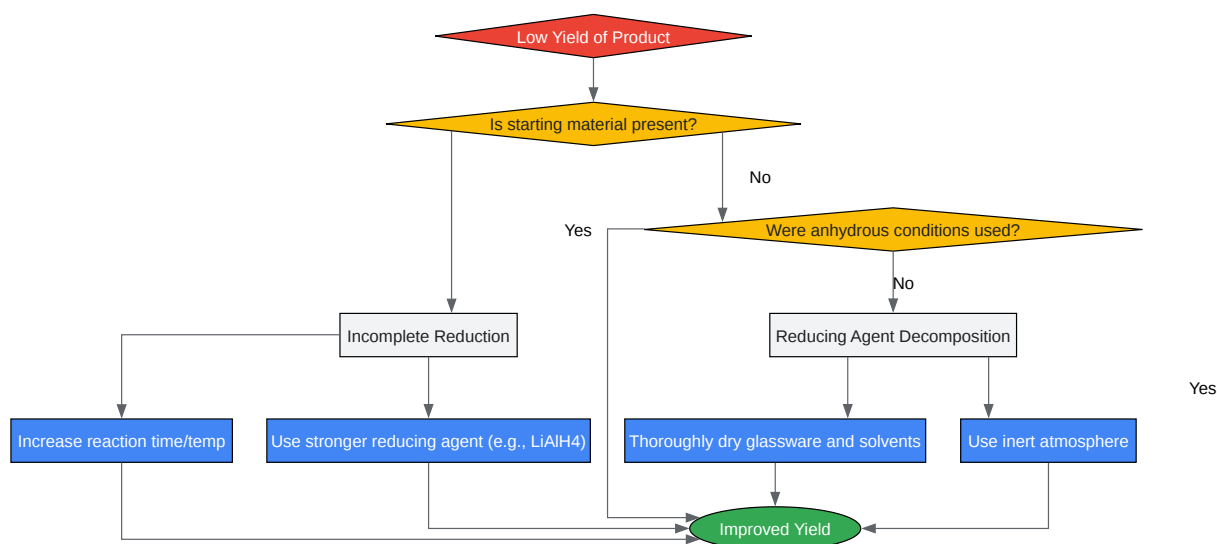 Low Yield of Product
Is starting material present?
No
Yes
Were anhydrous conditions used?
No
Incomplete Reduction
Reducing Agent Decomposition
Yes
Increase reaction time/temp
Use stronger reducing agent (e.g., LiAlH4)
Thoroughly dry glassware and solvents
Use inert atmosphere
Improved Yield